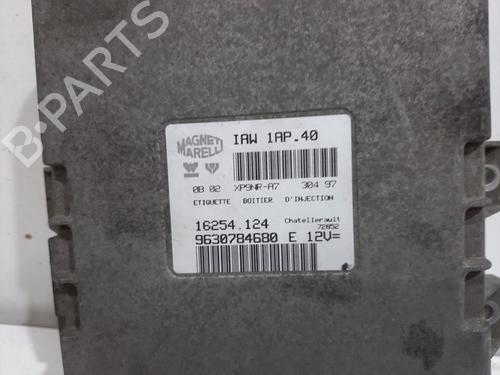 B-PARTS
MAGNETI MARELLI
IAW 1AP.40
0B 02 XP9NR-A7 304 97
ETIQUETTE BOITIER D'INJECTION
16254.124 Chatellerault
72852
9630784680 E 12V=